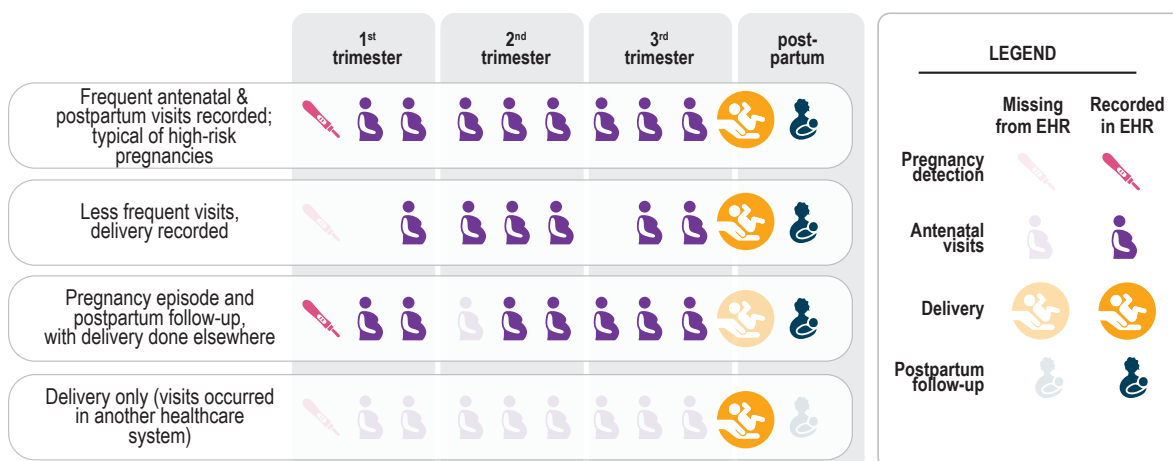 1st
trimester
2nd
trimester
3rd
trimester
post-
partum
Frequent antenatal &
postpartum visits recorded;
typical of high-risk
pregnancies
Less frequent visits,
delivery recorded
Pregnancy episode and
postpartum follow-up,
with delivery done elsewhere
Delivery only (visits occurred
in another healthcare
system)
LEGEND
Missing
from EHR
Recorded
in EHR
Pregnancy
detection
Antenatal
visits
Delivery
Postpartum
follow-up